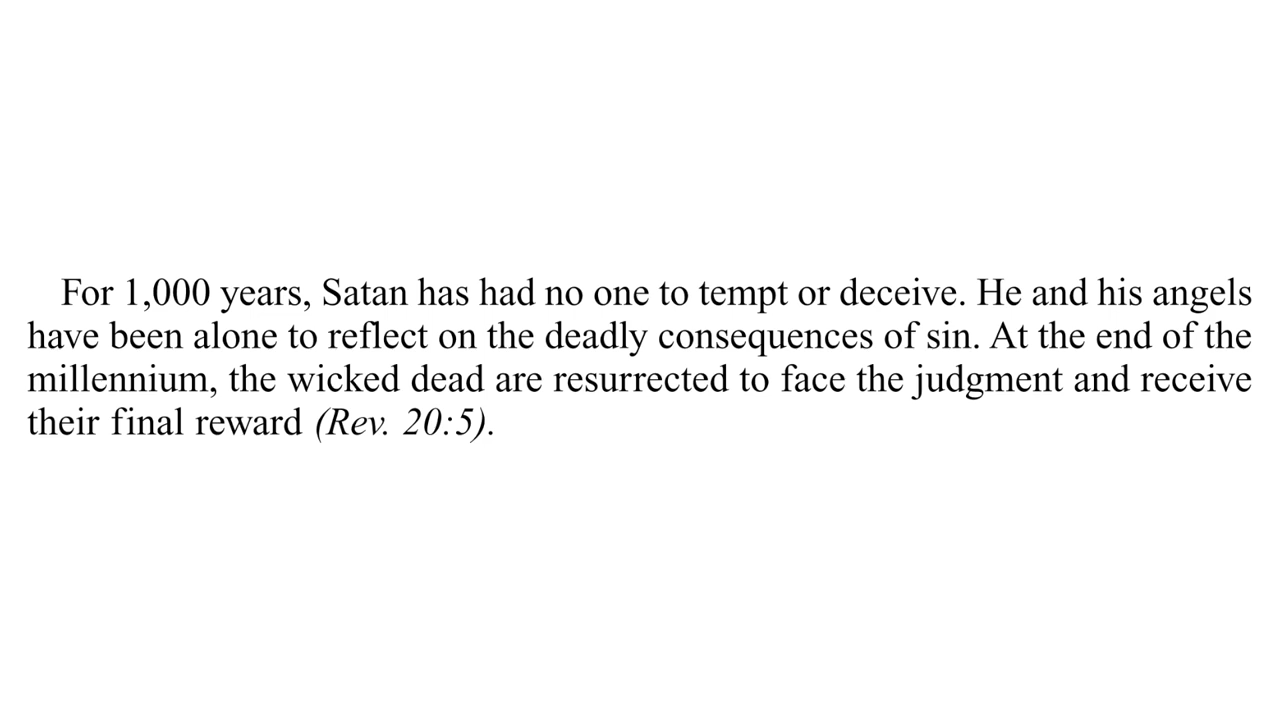 For 1,000 years, Satan has had no one to tempt or deceive. He and his angels
have been alone to reflect on the deadly consequences of sin. At the end of the
millennium, the wicked dead are resurrected to face the judgment and receive
their final reward (Rev. 20:5).